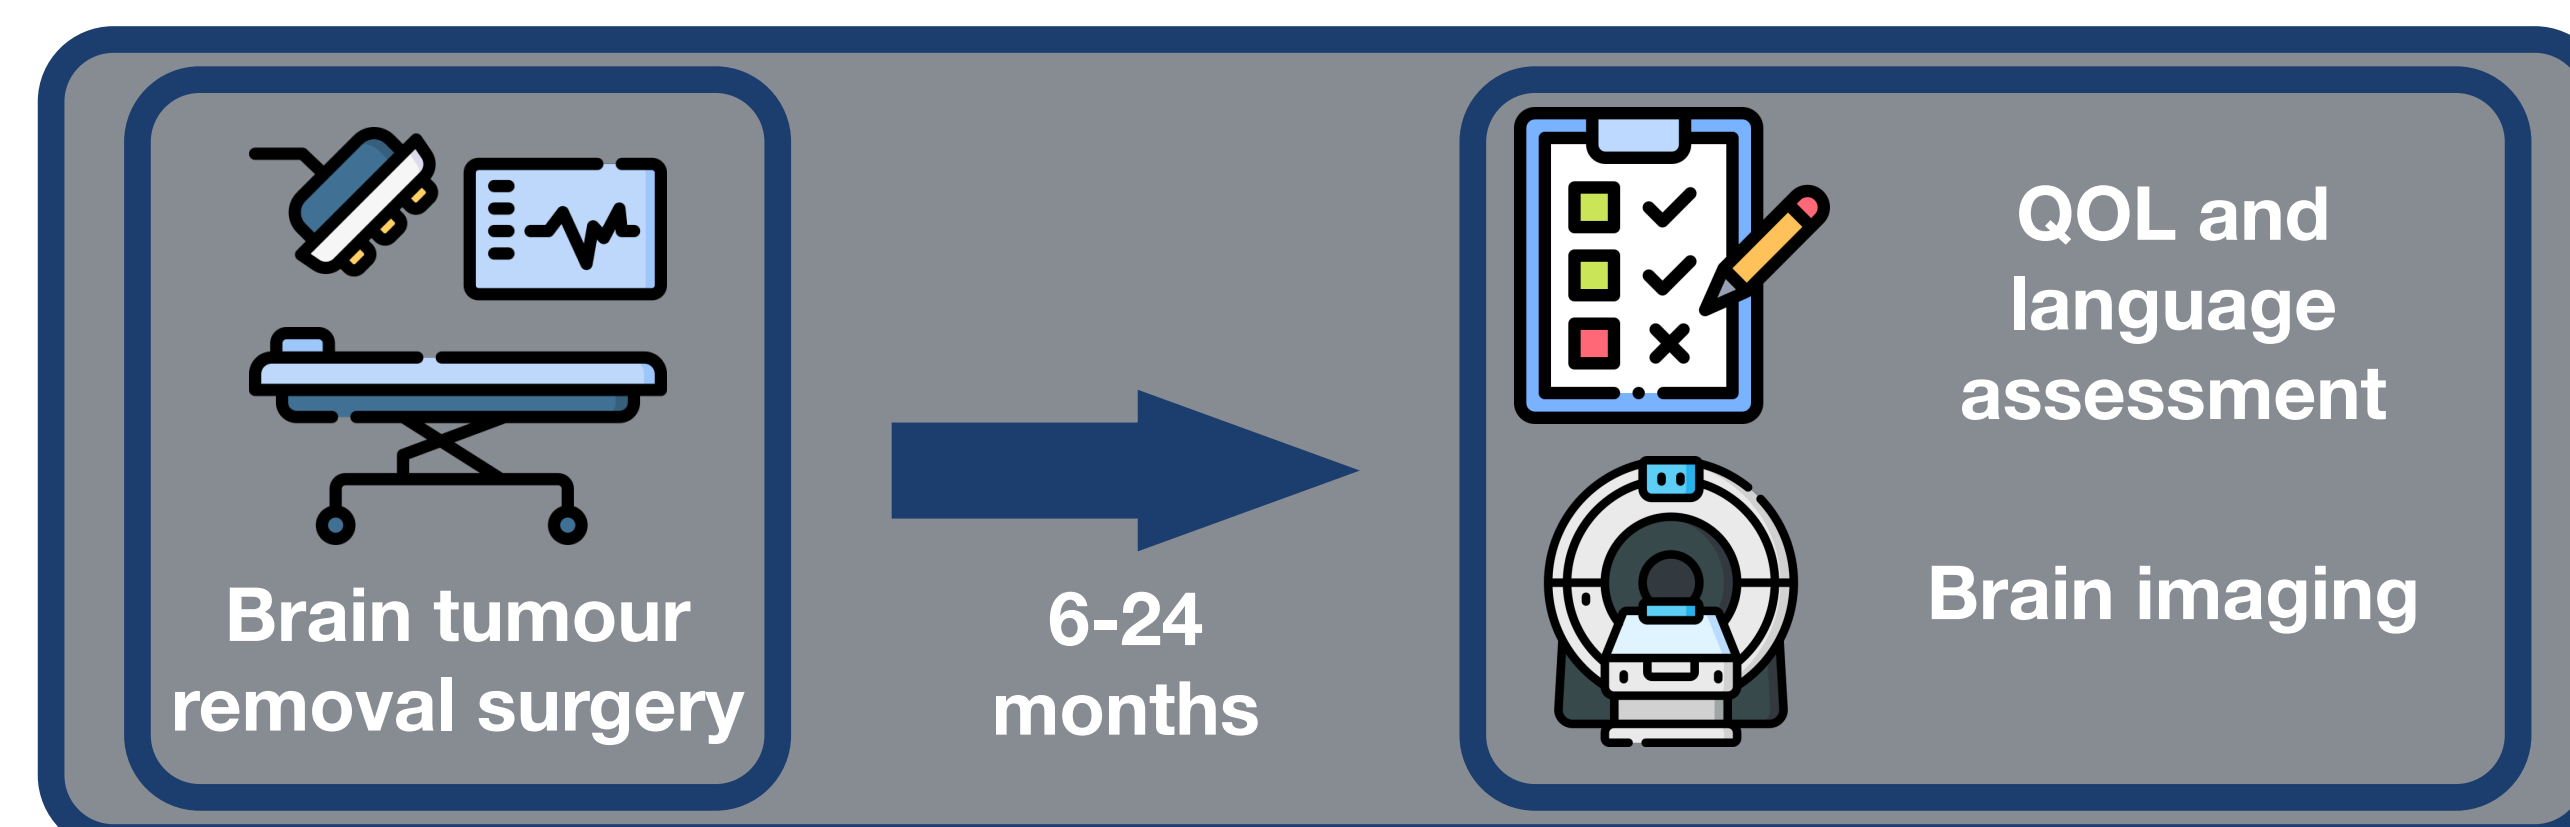 Brain tumour
removal surgery
6-24
months
QOL and
language
assessment
Brain imaging